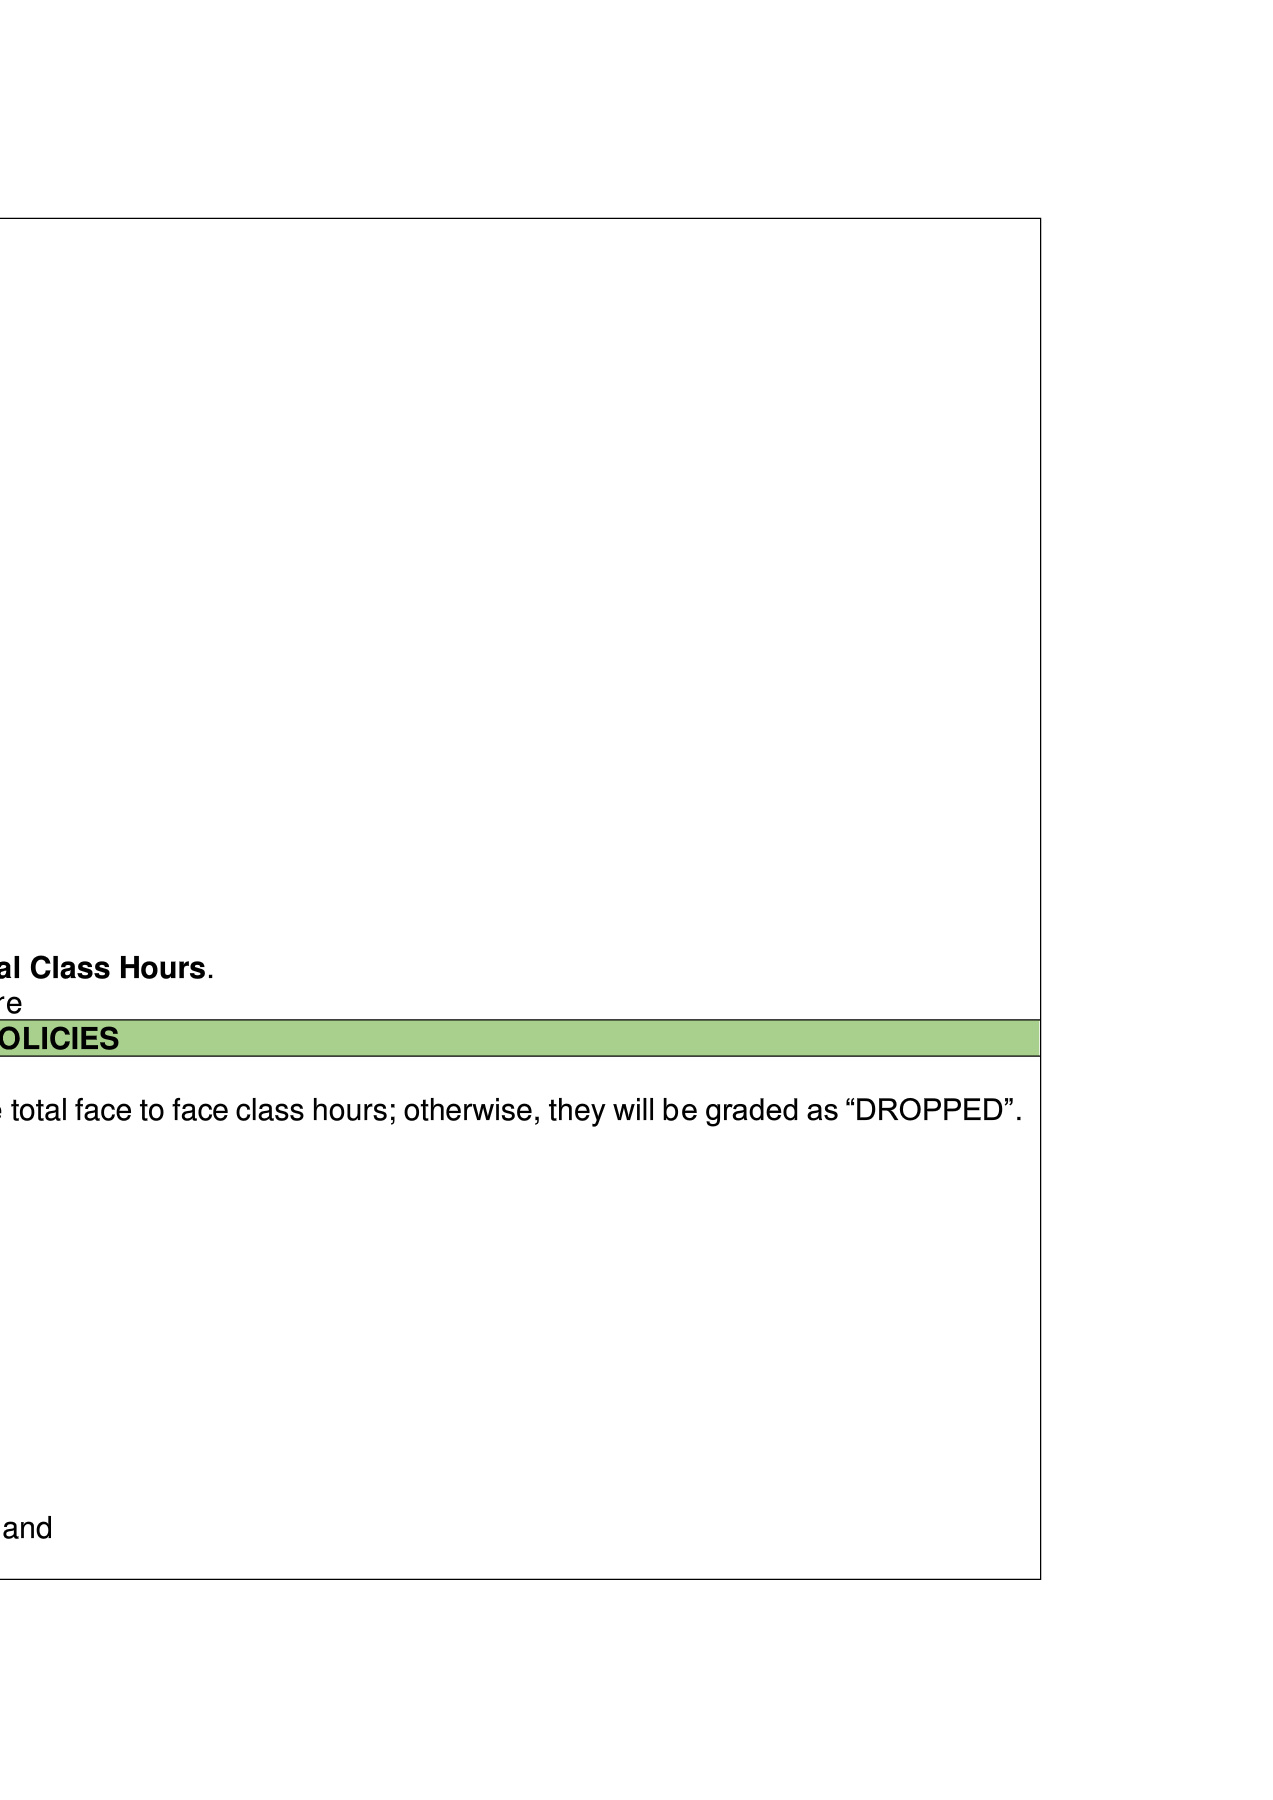 al Class Hours.
re
OLICIES
total face to face class hours; otherwise, they will be graded as “DROPPED”.
and